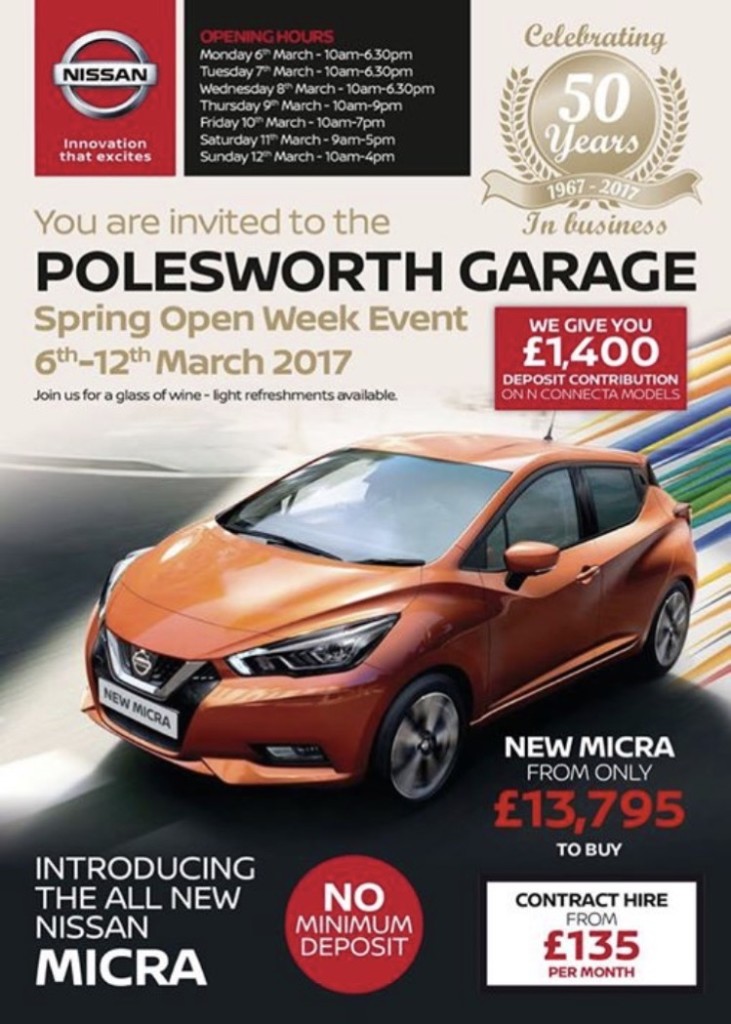 NISSAN
Innovation
that excites
OPENING HOURS
Monday 6th March - 10am-6.30pm
Tuesday 7th March - 10am-6.30pm
Wednesday 8th March - 10am-6.30pm
Thursday 9th March - 10am-9pm
Friday 10th March - 10am-7pm
Saturday 11th March - 9am-5pm
Sunday 12th March - 10am-4pm
Celebrating
50
Years
1967 - 2017
In business
You are invited to the
POLESWORTH GARAGE
Spring Open Week Event
6th-12th March 2017
Join us for a glass of wine - light refreshments available.
WE GIVE YOU
£1,400
DEPOSIT CONTRIBUTION
ON N CONNECTA MODELS
NEW MICRA
NEW MICRA
FROM ONLY
£13,795
TO BUY
INTRODUCING
THE ALL NEW
NISSAN
MICRA
NO
MINIMUM
DEPOSIT
CONTRACT HIRE
FROM
£135
PER MONTH